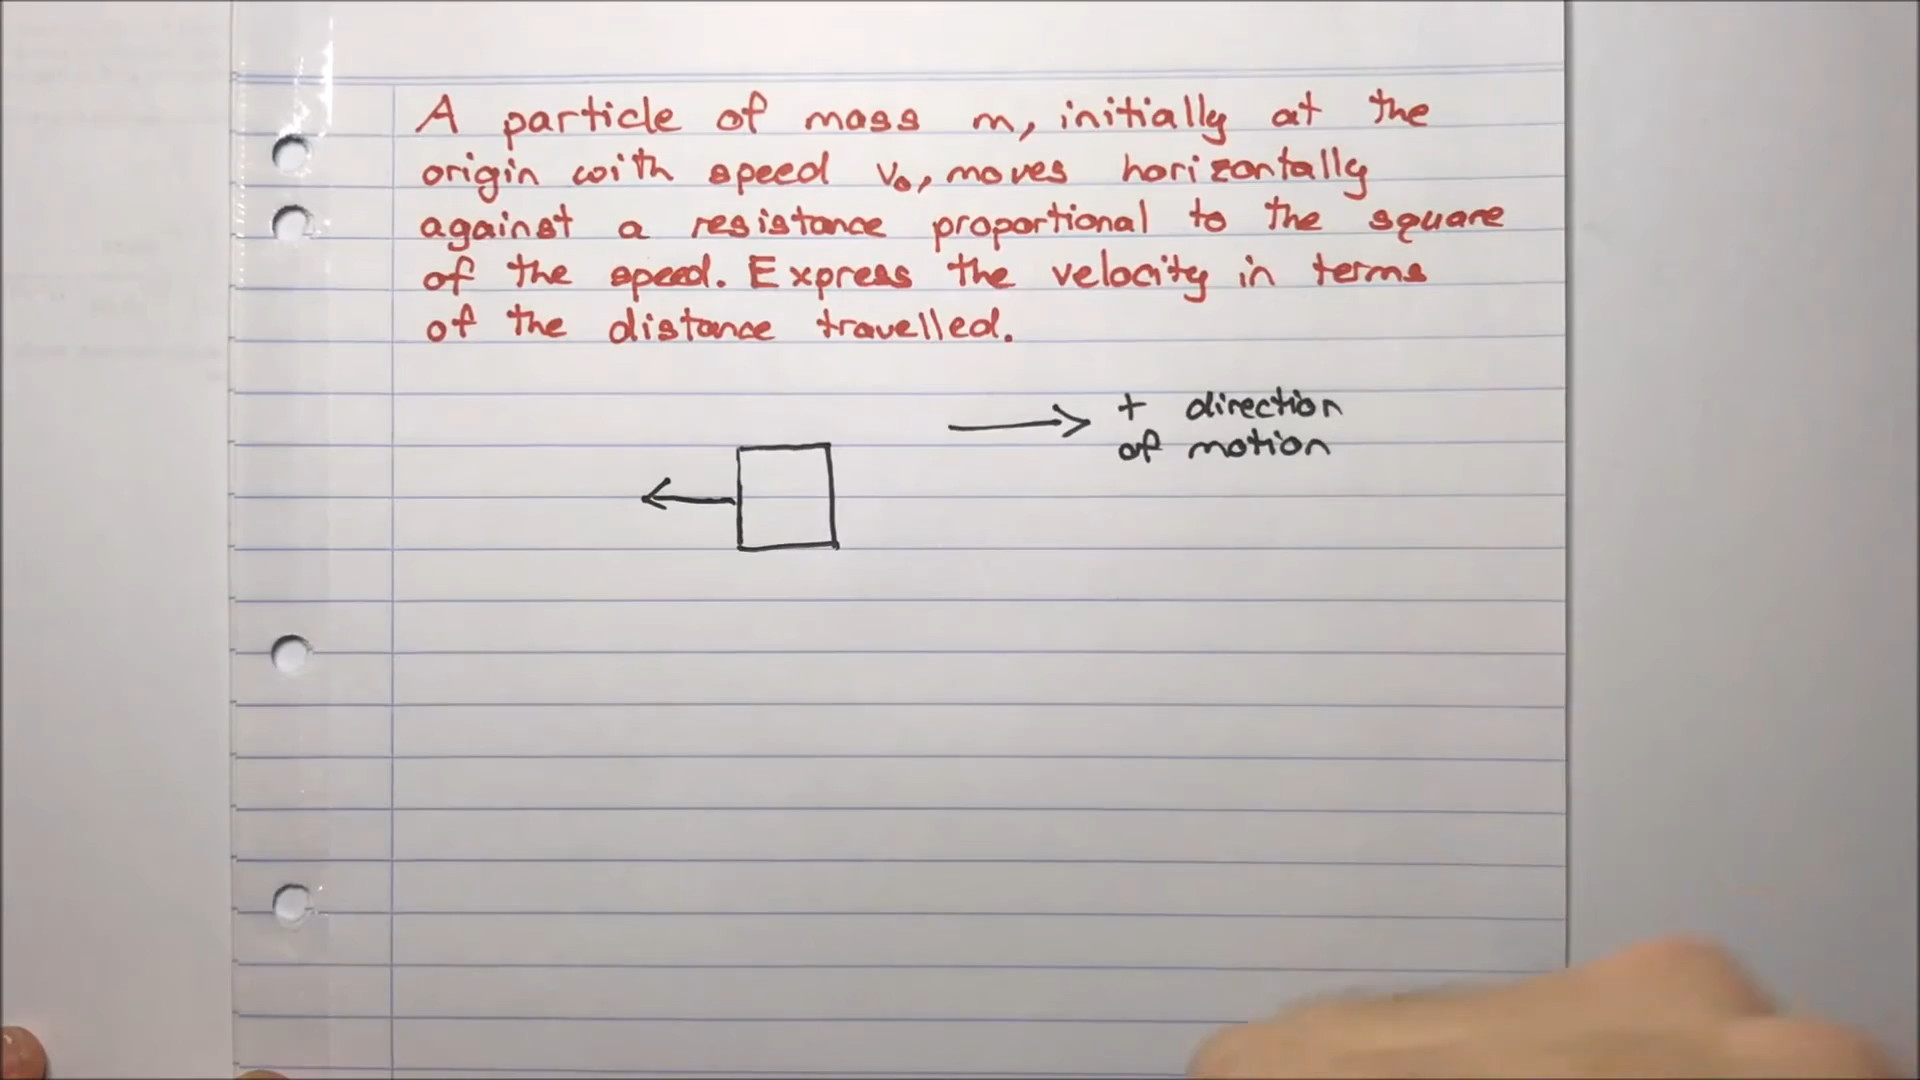 A particle of mass m, initially at the
origin with speed v₀, moves horizontally
against a resistance proportional to the square
of the speed. Express the velocity in terms
of the distance travelled.
+ direction
of motion